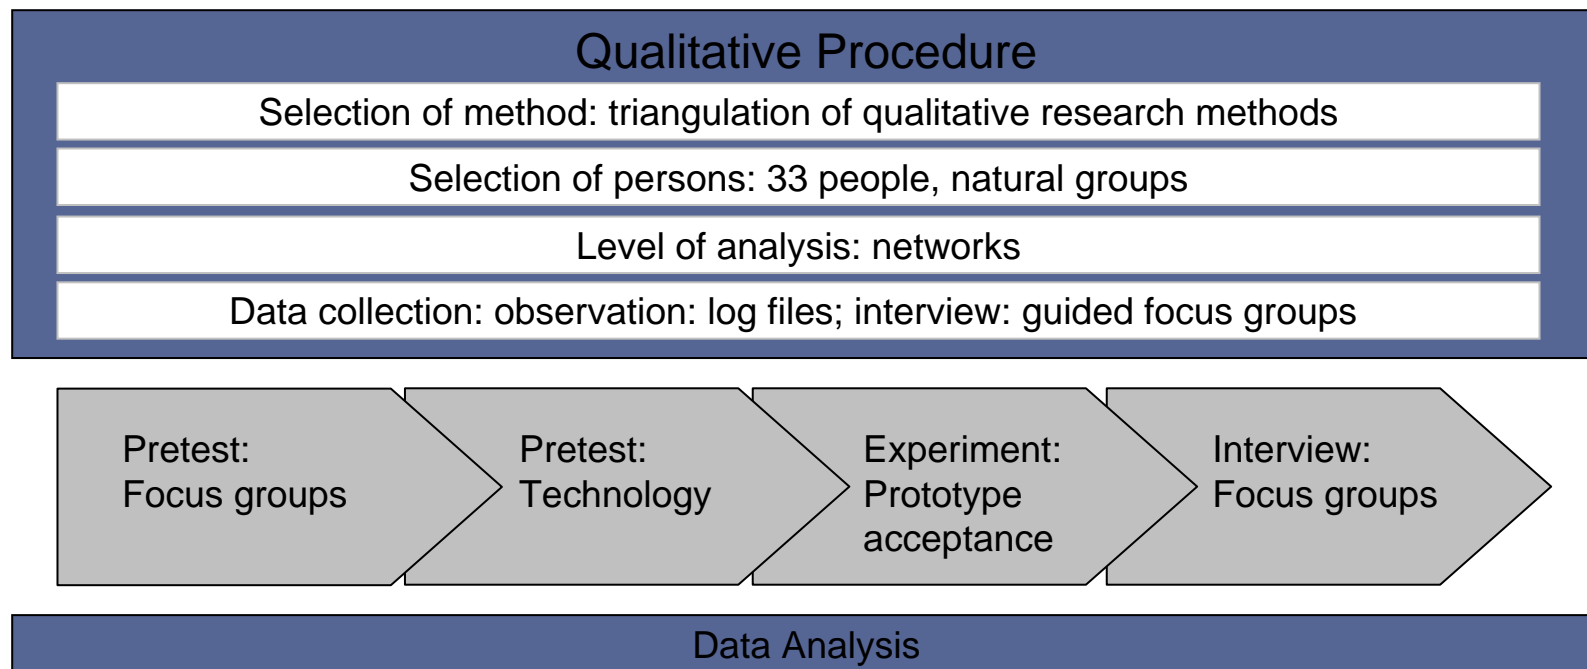 Qualitative Procedure
Selection of method: triangulation of qualitative research methods
Selection of persons: 33 people, natural groups
Level of analysis: networks
Data collection: observation: log files; interview: guided focus groups
Pretest:
Focus groups
Pretest:
Technology
Experiment:
Prototype
acceptance
Interview:
Focus groups
Data Analysis